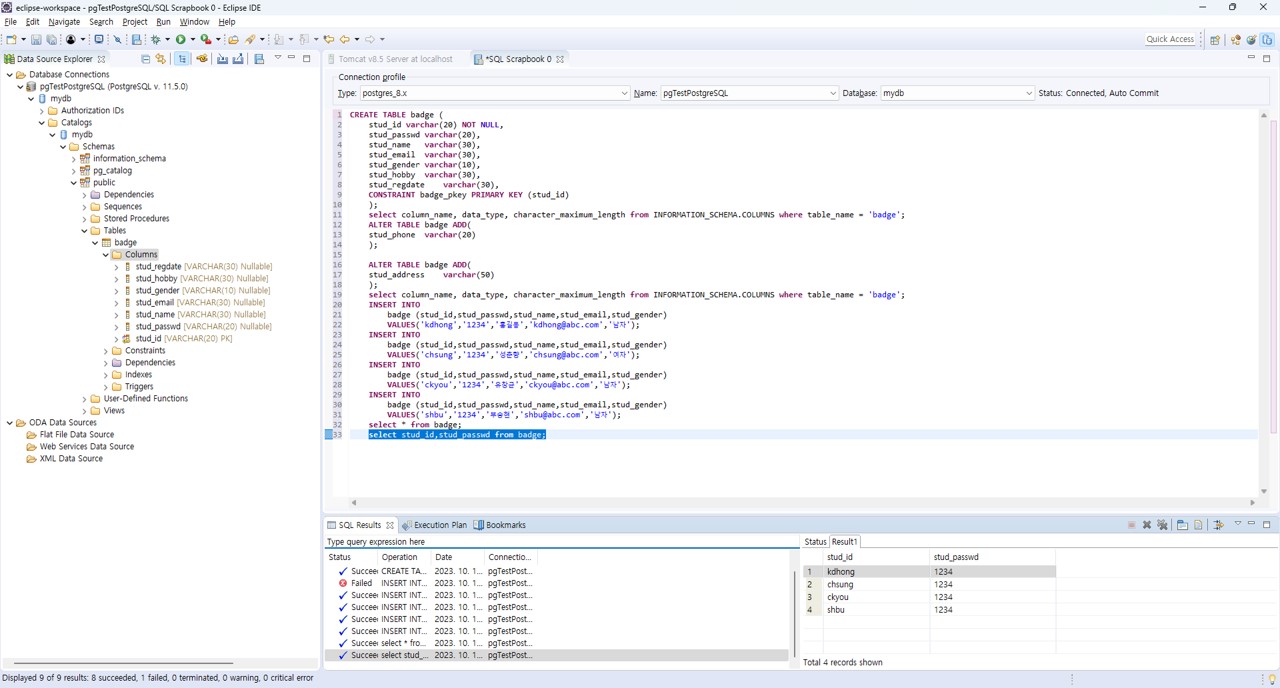 eclipse-workspace - pgTestPostgreSQL/SQL Scrapbook 0 - Eclipse IDE
File Edit Navigate Search Project Run Window Help
Quick Access
Data Source Explorer
Database Connections
pgTestPostgreSQL (PostgreSQL v. 11.5.0)
mydb
Authorization IDs
Catalogs
mydb
Schemas
information_schema
pg_catalog
public
Dependencies
Sequences
Stored Procedures
Tables
badge
Columns
stud_regdate [VARCHAR(30) Nullable]
stud_hobby [VARCHAR(30) Nullable]
stud_gender [VARCHAR(10) Nullable]
stud_email [VARCHAR(30) Nullable]
stud_name [VARCHAR(30) Nullable]
stud_passwd [VARCHAR(20) Nullable]
stud_id [VARCHAR(20) PK]
Constraints
Dependencies
Indexes
Triggers
User-Defined Functions
Views
ODA Data Sources
Flat File Data Source
Web Services Data Source
XML Data Source
Tomcat v8.5 Server at localhost *SQL Scrapbook 0
Connection profile
Type: postgres_8.x Name: pgTestPostgreSQL Database: mydb Status: Connected, Auto Commit
1 CREATE TABLE badge (
2 stud_id varchar(20) NOT NULL,
3 stud_passwd varchar(20),
4 stud_name varchar(30),
5 stud_email varchar(30),
6 stud_gender varchar(10),
7 stud_hobby varchar(30),
8 stud_regdate varchar(30),
9 CONSTRAINT badge_pkey PRIMARY KEY (stud_id)
10 );
11 select column_name, data_type, character_maximum_length from INFORMATION_SCHEMA.COLUMNS where table_name = 'badge';
12 ALTER TABLE badge ADD(
13 stud_phone varchar(20)
14 );
15
16 ALTER TABLE badge ADD(
17 stud_address varchar(50)
18 );
19 select column_name, data_type, character_maximum_length from INFORMATION_SCHEMA.COLUMNS where table_name = 'badge';
20 INSERT INTO
21 badge (stud_id,stud_passwd,stud_name,stud_email,stud_gender)
22 VALUES('kdhong','1234','홍길동','kdhong@abc.com','남자');
23 INSERT INTO
24 badge (stud_id,stud_passwd,stud_name,stud_email,stud_gender)
25 VALUES('chsung','1234','성춘향','chsung@abc.com','여자');
26 INSERT INTO
27 badge (stud_id,stud_passwd,stud_name,stud_email,stud_gender)
28 VALUES('ckyou','1234','유창균','ckyou@abc.com','남자');
29 INSERT INTO
30 badge (stud_id,stud_passwd,stud_name,stud_email,stud_gender)
31 VALUES('shbu','1234','부승현','shbu@abc.com','남자');
32 select * from badge;
33 select stud_id,stud_passwd from badge;
SQL Results Execution Plan Bookmarks
Type query expression here
Status Operation Date Connectio...
Succee CREATE TA... 2023. 10. 1... pgTestPost...
Failed INSERT INT... 2023. 10. 1... pgTestPost...
Succee INSERT INT... 2023. 10. 1... pgTestPost...
Succee INSERT INT... 2023. 10. 1... pgTestPost...
Succee INSERT INT... 2023. 10. 1... pgTestPost...
Succee INSERT INT... 2023. 10. 1... pgTestPost...
Succee select * fro... 2023. 10. 1... pgTestPost...
Succee select stud_... 2023. 10. 1... pgTestPost...
Status Result1
stud_id stud_passwd
1 kdhong 1234
2 chsung 1234
3 ckyou 1234
4 shbu 1234
Total 4 records shown
Displayed 9 of 9 results: 8 succeeded, 1 failed, 0 terminated, 0 warning, 0 critical error